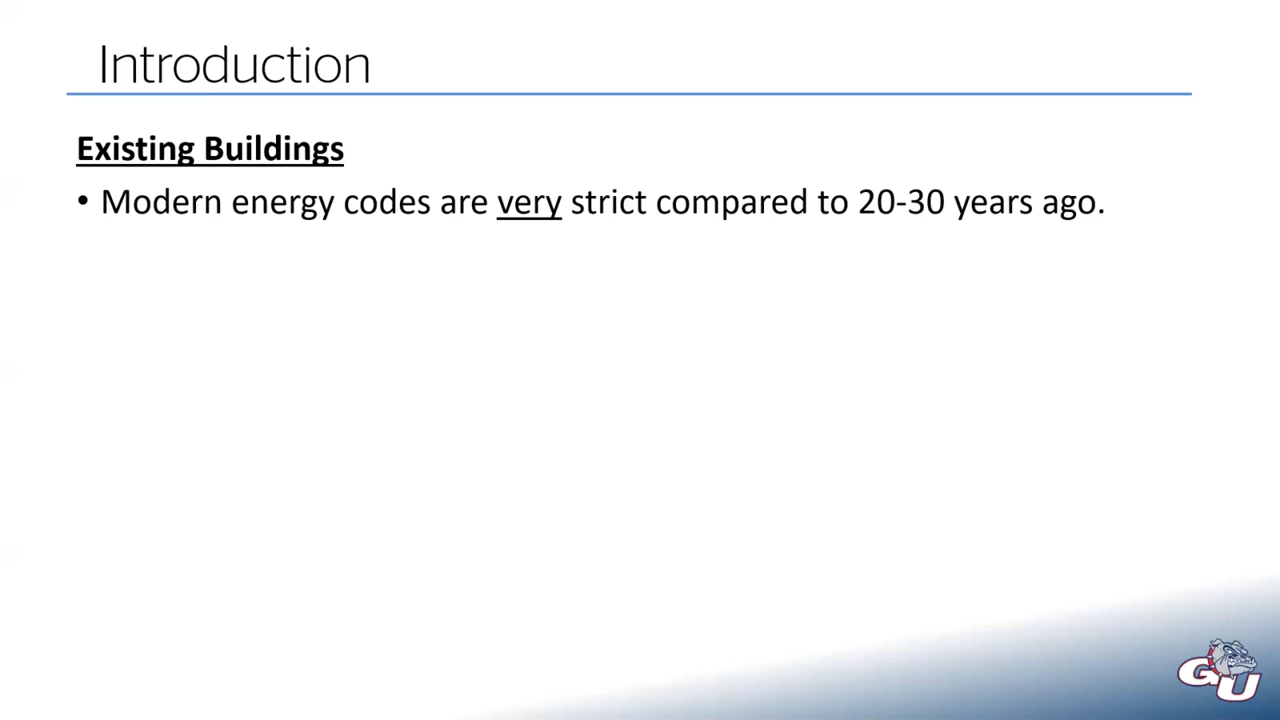 Introduction
Existing Buildings
• Modern energy codes are very strict compared to 20-30 years ago.
GU